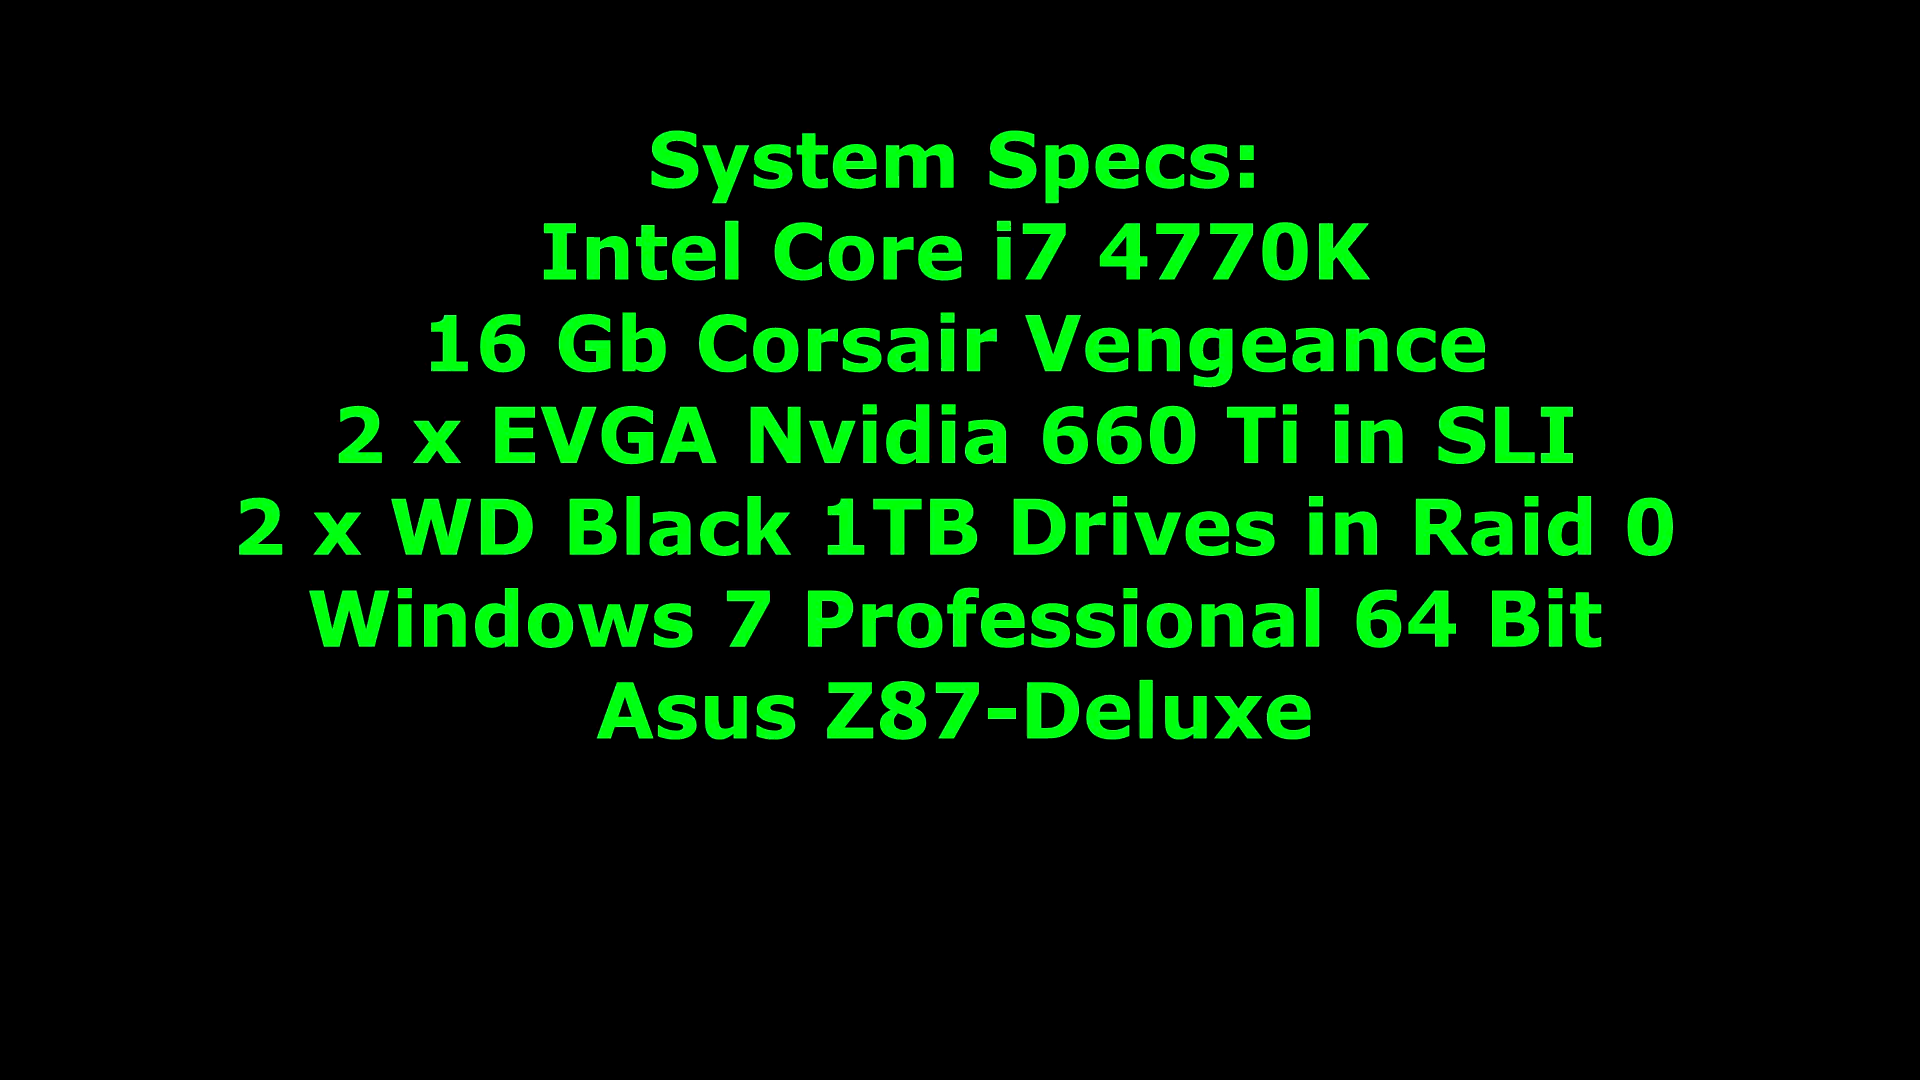 System Specs:
Intel Core i7 4770K
16 Gb Corsair Vengeance
2 x EVGA Nvidia 660 Ti in SLI
2 x WD Black 1TB Drives in Raid 0
Windows 7 Professional 64 Bit
Asus Z87-Deluxe